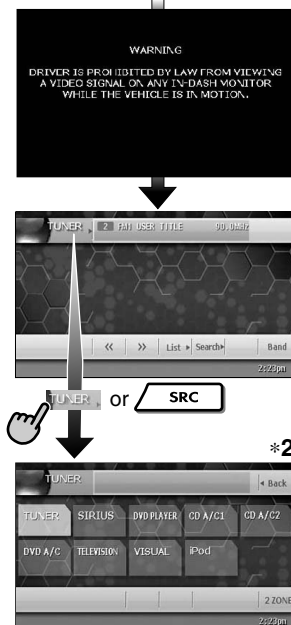 WARNING
DRIVER IS PROHIBITED BY LAW FROM VIEWING
A VIDEO SIGNAL ON ANY IN-DASH MONITOR
WHILE THE VEHICLE IS IN MOTION.
TUNER 2 FM1 USER TITLE 90.0MHz
<< >> List Search Band
2:23pm
TUNER or SRC
*2
TUNER Back
TUNER SIRIUS DVD PLAYER CD A/C1 CD A/C2
DVD A/C TELEVISION VISUAL iPod
2 ZONE
2:23pm